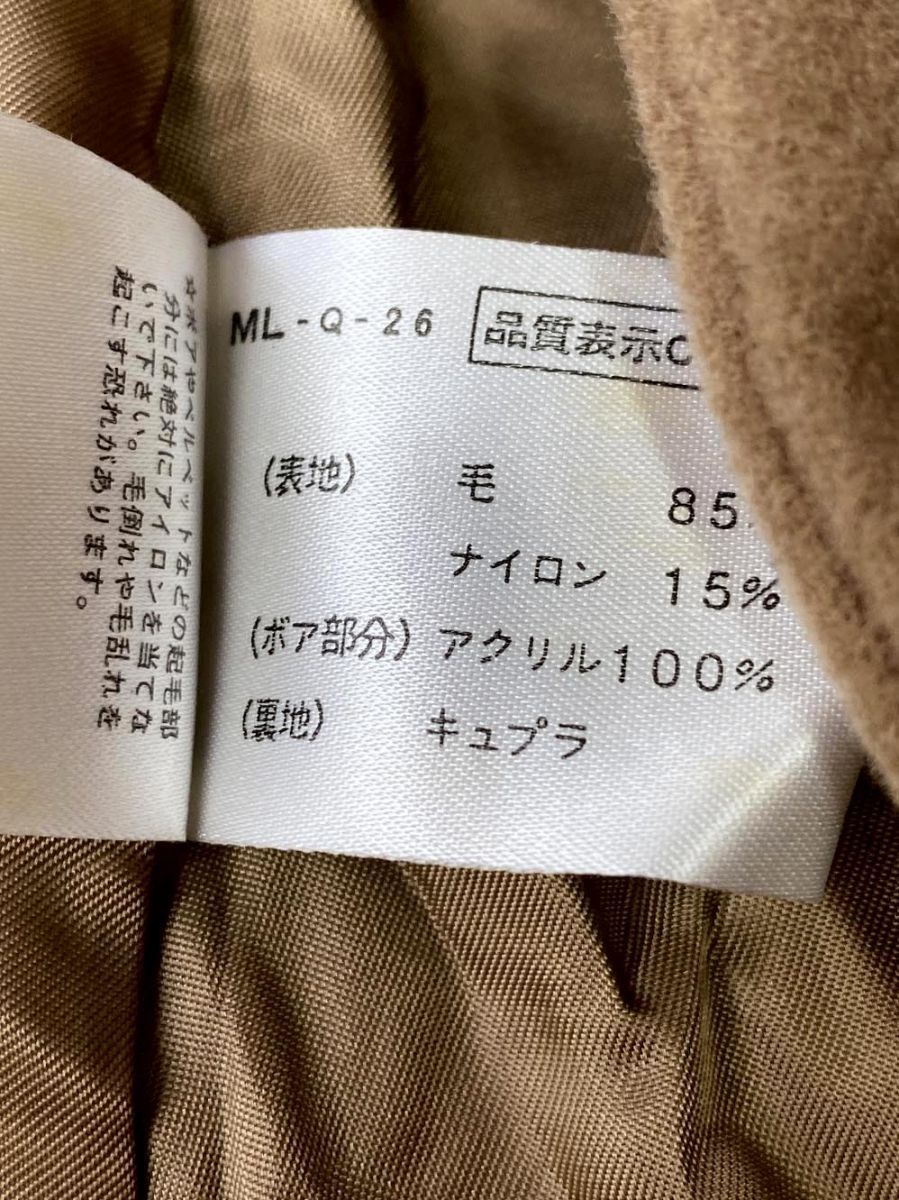 ML-Q-26
品質表示C
(表地) 毛 85
ナイロン 15%
(ボア部分) アクリル100%
(裏地) キュプラ
☆ボアやベルベットなどの起毛部
分には絶対にアイロンを当てな
いで下さい。毛倒れや毛乱れを
起こす恐れがあります。